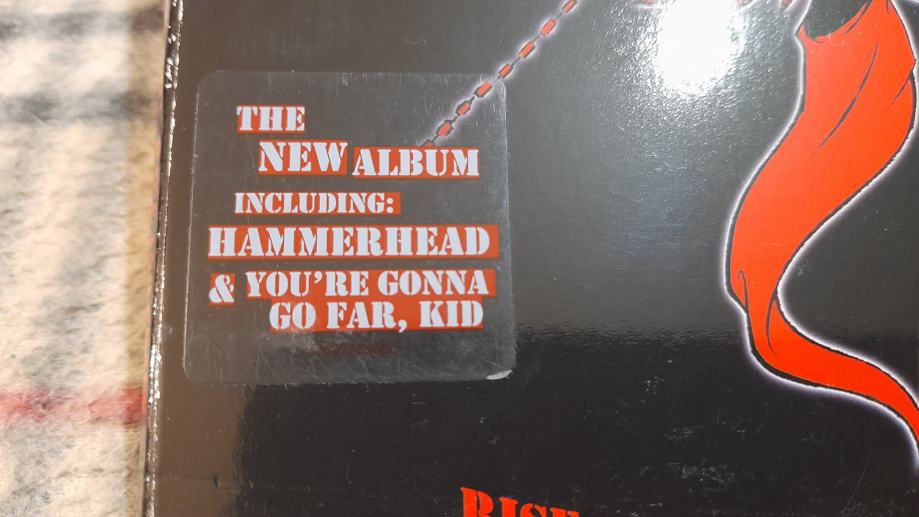 THE
NEW ALBUM
INCLUDING:
HAMMERHEAD
& YOU'RE GONNA
GO FAR, KID